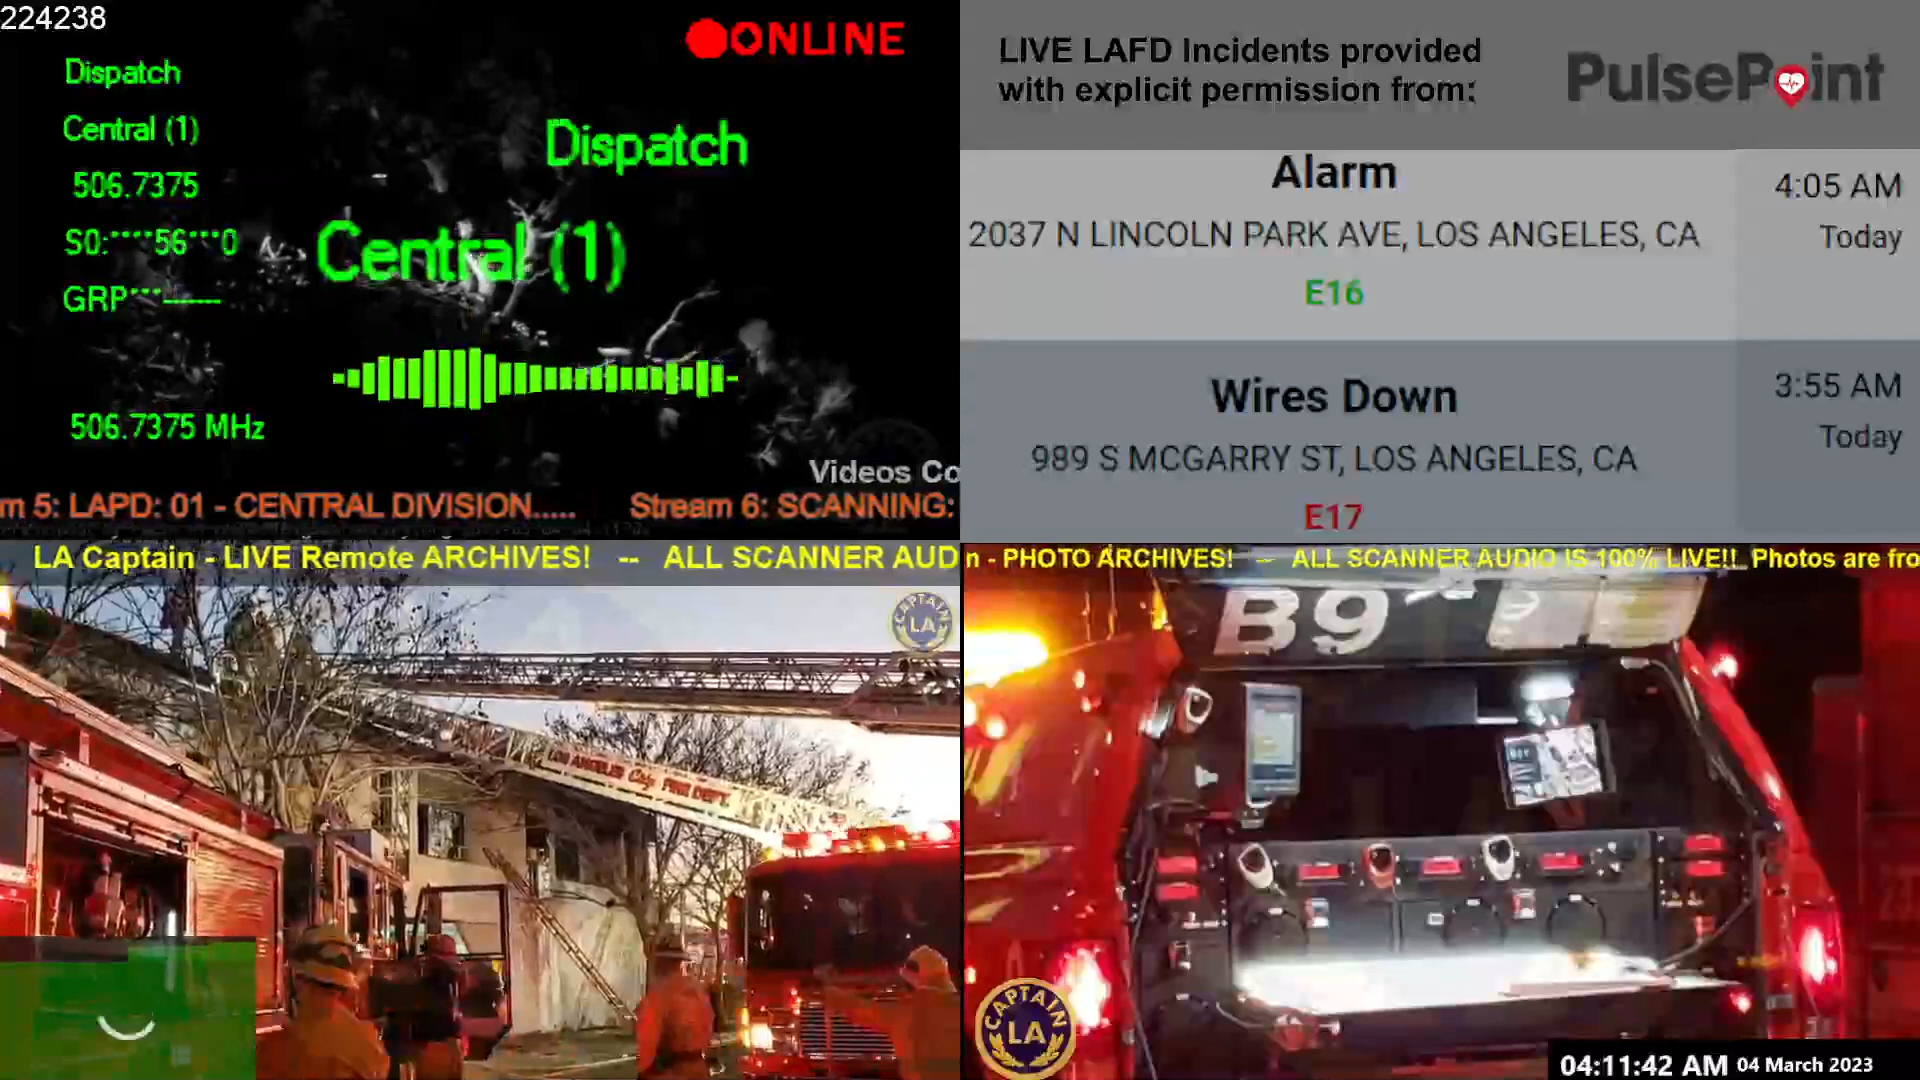 224238
ONLINE
Dispatch
Central (1)
506.7375
S0:****56***0
GRP***-------
506.7375 MHz
Dispatch
Central (1)
Videos Co
m 5: LAPD: 01 - CENTRAL DIVISION..... Stream 6: SCANNING:
LIVE LAFD Incidents provided
with explicit permission from:
PulsePoint
Alarm
2037 N LINCOLN PARK AVE, LOS ANGELES, CA
E16
4:05 AM
Today
Wires Down
989 S MCGARRY ST, LOS ANGELES, CA
E17
3:55 AM
Today
LA Captain - LIVE Remote ARCHIVES! -- ALL SCANNER AUD
CAPTAIN
LA
LOS ANGELES City FIRE DEPT.
n - PHOTO ARCHIVES! -- ALL SCANNER AUDIO IS 100% LIVE!! Photos are fro
B9
CAPTAIN
LA
04:11:42 AM 04 March 2023